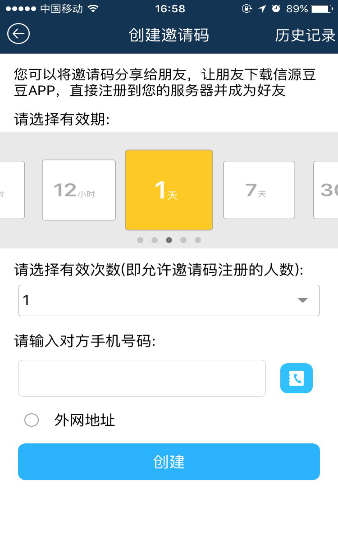 中国移动 16:58 89%
创建邀请码 历史记录
您可以将邀请码分享给朋友，让朋友下载信源豆
豆APP，直接注册到您的服务器并成为好友
请选择有效期:
时 12小时 1天 7天 30
请选择有效次数(即允许邀请码注册的人数):
1
请输入对方手机号码:
外网地址
创建